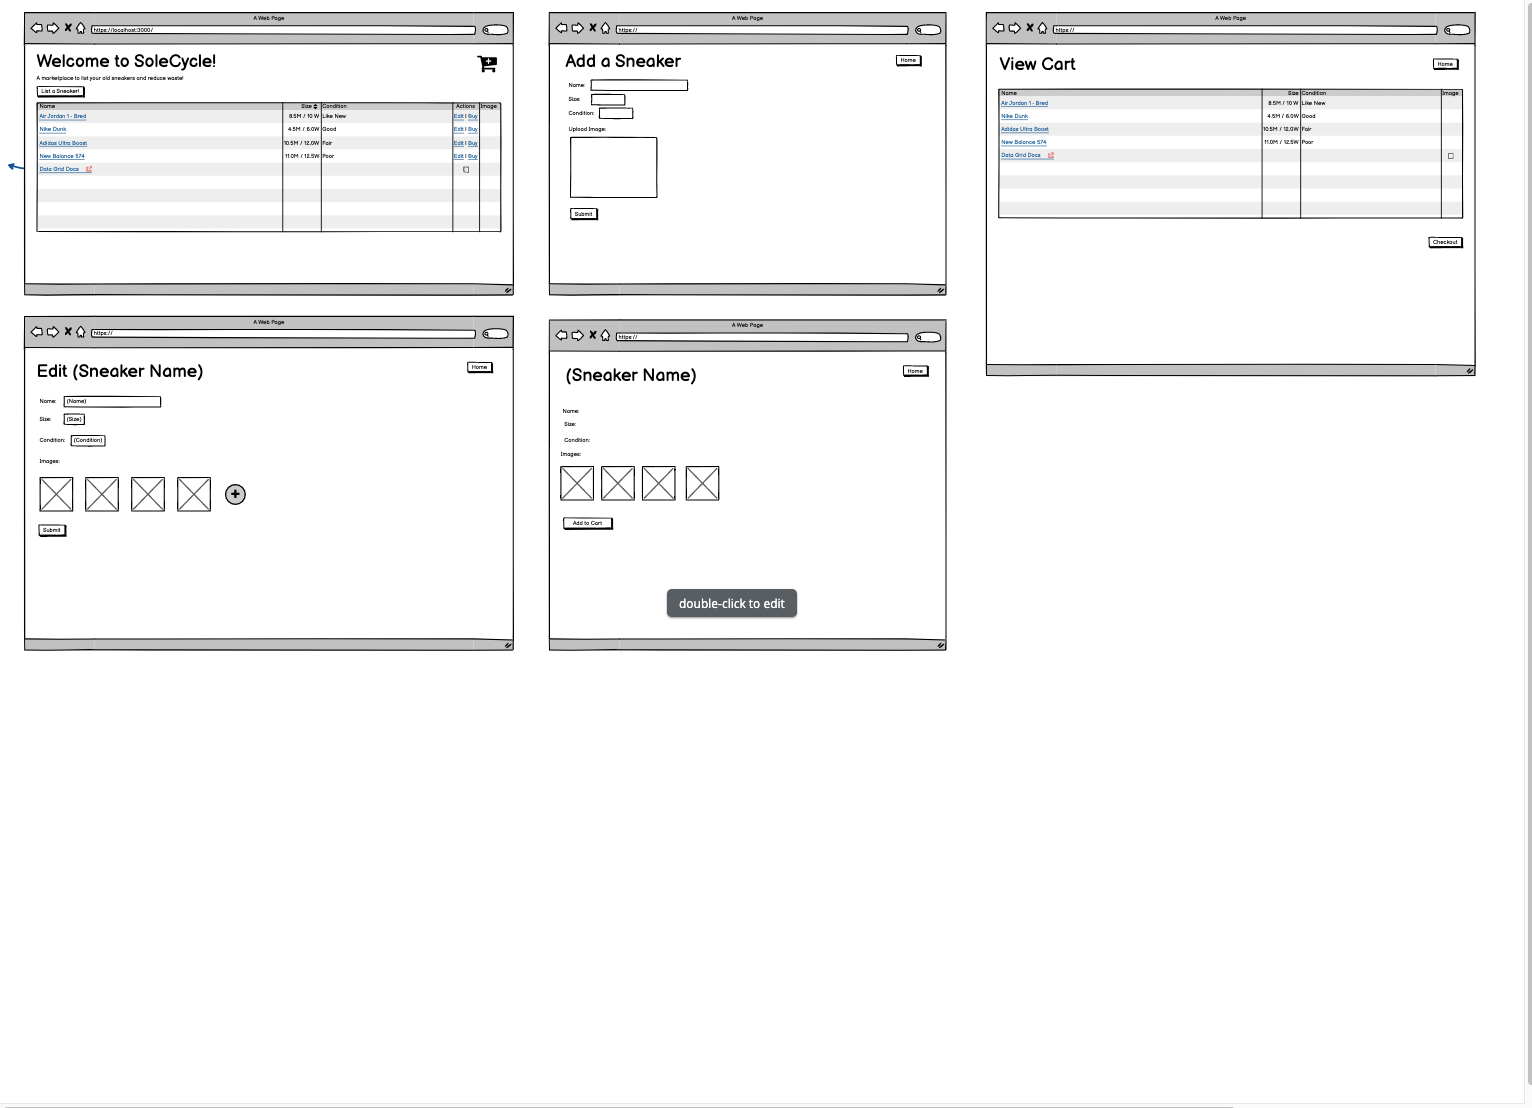 A Web Page
https://localhost:3000/
Welcome to SoleCycle!
A marketplace to list your old sneakers and reduce waste!
List a Sneaker!
Name Size Condition Actions Image
Air Jordan 1 - Bred 8.5M / 10 W Like New Edit | Buy
Nike Dunk 4.5M / 6.0W Good Edit | Buy
Adidas Ultra Boost 10.5M / 12.0W Fair Edit | Buy
New Balance 574 11.0M / 12.5W Poor Edit | Buy
Data Grid Docs
A Web Page
https://
Add a Sneaker
Home
Name:
Size:
Condition:
Upload Image:
Submit
A Web Page
https://
View Cart
Home
Name Size Condition Image
Air Jordan 1 - Bred 8.5M / 10 W Like New
Nike Dunk 4.5M / 6.0W Good
Adidas Ultra Boost 10.5M / 12.0W Fair
New Balance 574 11.0M / 12.5W Poor
Data Grid Docs
Checkout
A Web Page
https://
Edit (Sneaker Name)
Home
Name: (Name)
Size: (Size)
Condition: (Condition)
Images:
Submit
A Web Page
https://
(Sneaker Name)
Home
Name:
Size:
Condition:
Images:
Add to Cart
double-click to edit